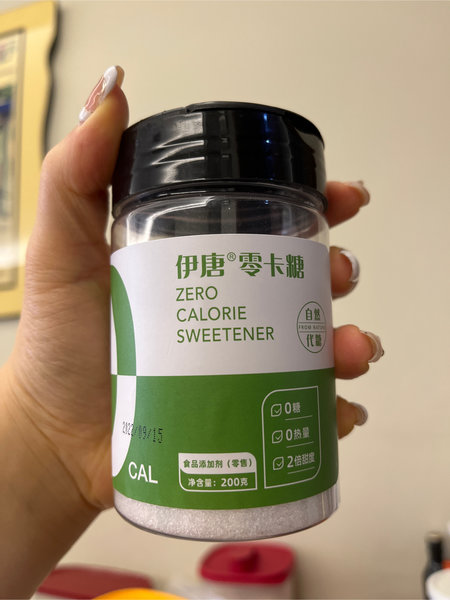 伊唐®零卡糖
ZERO
CALORIE
SWEETENER
自然
FROM NATURE
代糖
0糖
0热量
2倍甜度
2022/09/15
CAL
食品添加剂（零售）
净含量：200克